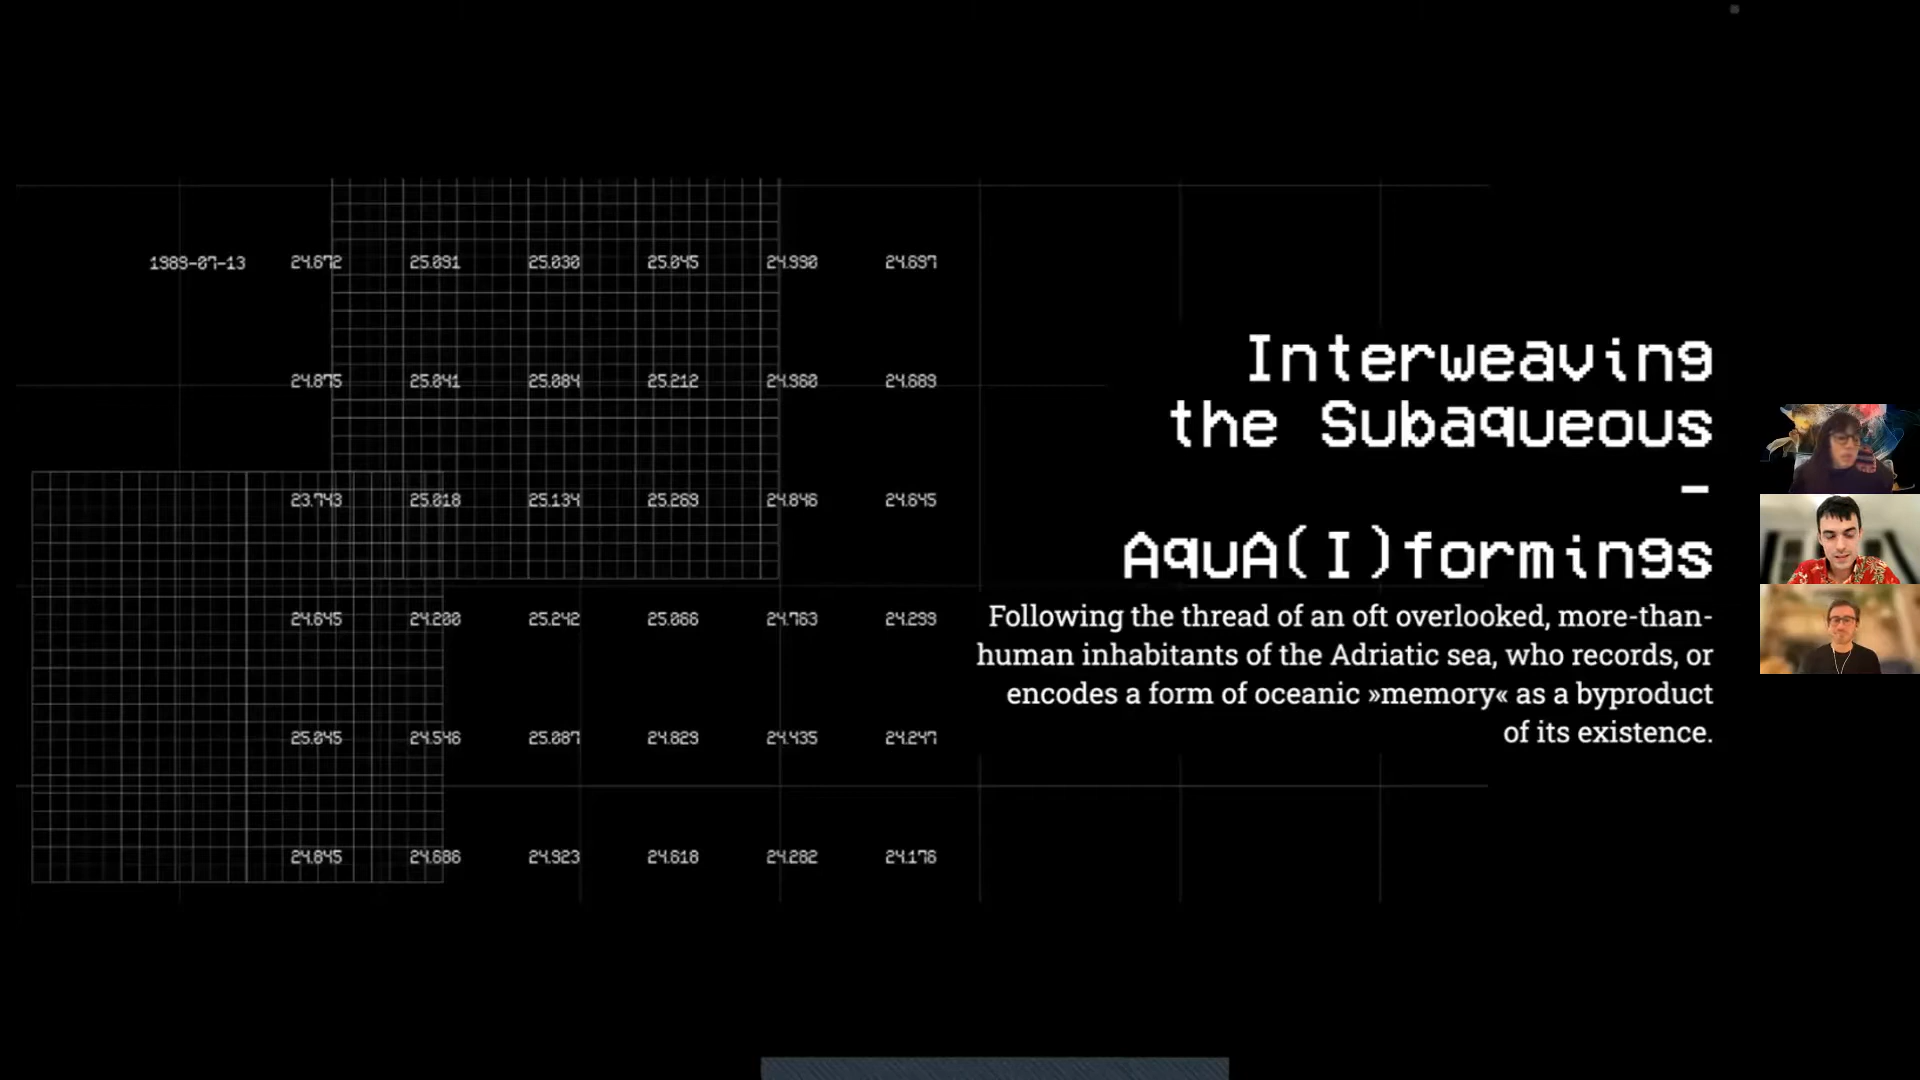 1989-07-13 24.672 25.091 25.030 25.045 24.990 24.697
24.875 25.041 25.084 25.212 24.960 24.689
23.743 25.018 25.134 25.269 24.846 24.645
24.645 24.200 25.242 25.066 24.763 24.299
25.045 24.546 25.087 24.829 24.435 24.247
24.845 24.686 24.923 24.618 24.282 24.176
Interweaving
the Subaqueous
–
AquA(I)formings
Following the thread of an oft overlooked, more-than-
human inhabitants of the Adriatic sea, who records, or
encodes a form of oceanic »memory« as a byproduct
of its existence.